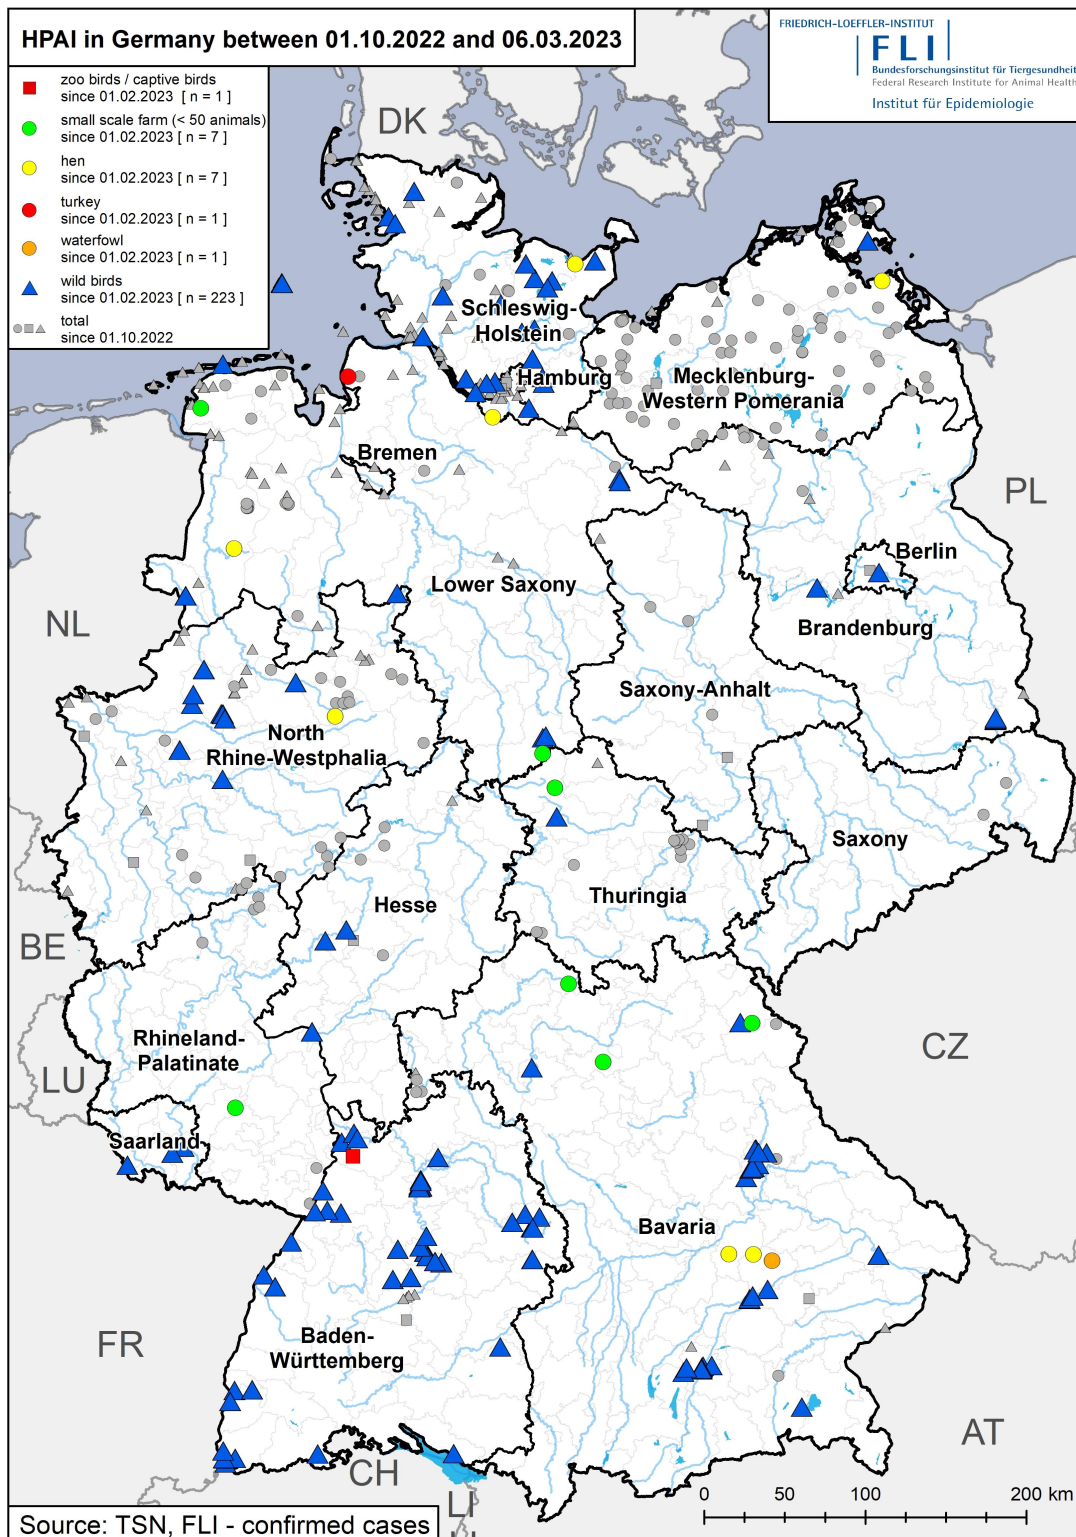 HPAI in Germany between 01.10.2022 and 06.03.2023
FRIEDRICH-LOEFFLER-INSTITUT
FLI
Bundesforschungsinstitut für Tiergesundheit
Federal Research Institute for Animal Health
Institut für Epidemiologie
zoo birds / captive birds
since 01.02.2023 [ n = 1 ]
small scale farm (< 50 animals)
since 01.02.2023 [ n = 7 ]
hen
since 01.02.2023 [ n = 7 ]
turkey
since 01.02.2023 [ n = 1 ]
waterfowl
since 01.02.2023 [ n = 1 ]
wild birds
since 01.02.2023 [ n = 223 ]
total
since 01.10.2022
DK
Schleswig-
Holstein
Hamburg
Mecklenburg-
Western Pomerania
Bremen
PL
Berlin
Lower Saxony
NL
Brandenburg
Saxony-Anhalt
North
Rhine-Westphalia
Saxony
Thuringia
Hesse
BE
Rhineland-
Palatinate
CZ
LU
Saarland
Bavaria
FR
Baden-
Württemberg
AT
CH
LI
0 50 100 200 km
Source: TSN, FLI - confirmed cases